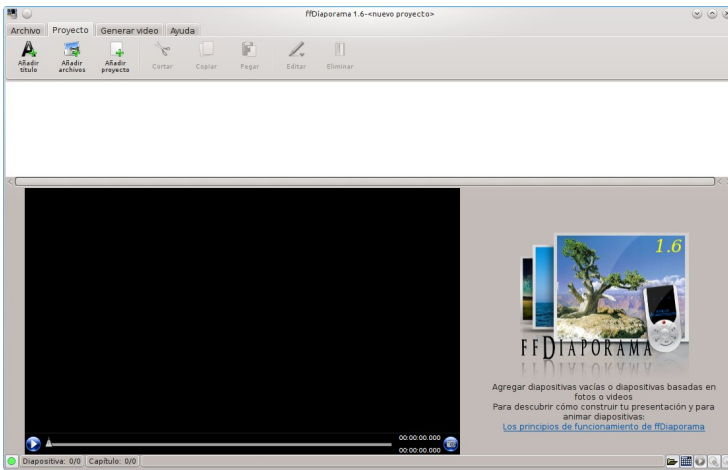 ffDiaporama 1.6-<nuevo proyecto>
Archivo Proyecto Generar video Ayuda
Añadir título
Añadir archivos
Añadir proyecto
Cortar
Copiar
Pegar
Editar
Eliminar
1.6
FFDIAPORAMA
Agregar diapositivas vacías o diapositivas basadas en
fotos o videos
Para descubrir cómo construir tu presentación y para
animar diapositivas:
Los principios de funcionamiento de ffDiaporama
00:00:00.000
00:00:00.000
Diapositiva: 0/0 Capítulo: 0/0